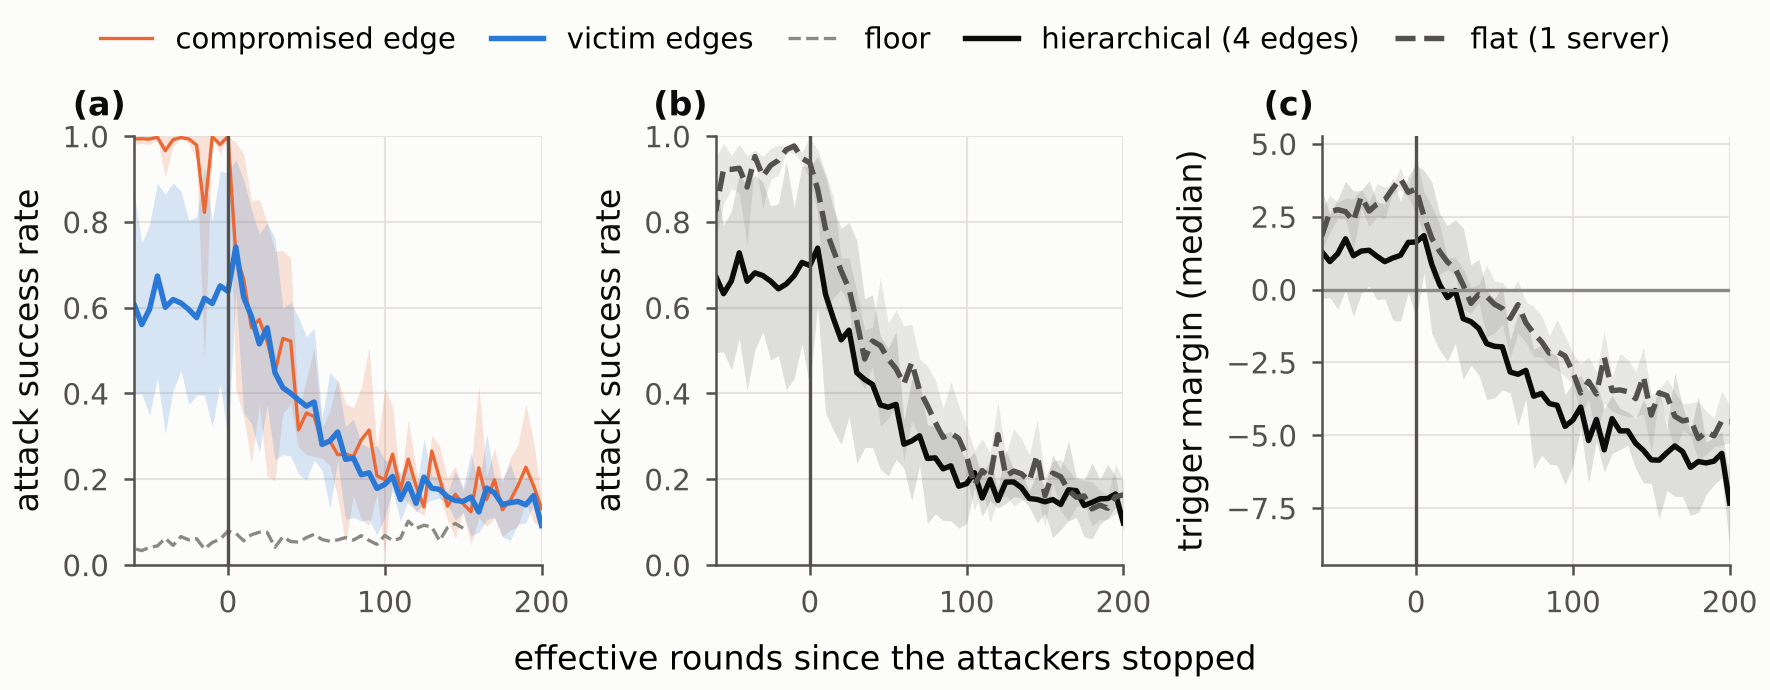 compromised edge victim edges floor hierarchical (4 edges) flat (1 server)
(a) (b) (c)
attack success rate
1.0
0.8
0.6
0.4
0.2
0.0
0 100 200
attack success rate
1.0
0.8
0.6
0.4
0.2
0.0
0 100 200
trigger margin (median)
5.0
2.5
0.0
−2.5
−5.0
−7.5
0 100 200
effective rounds since the attackers stopped